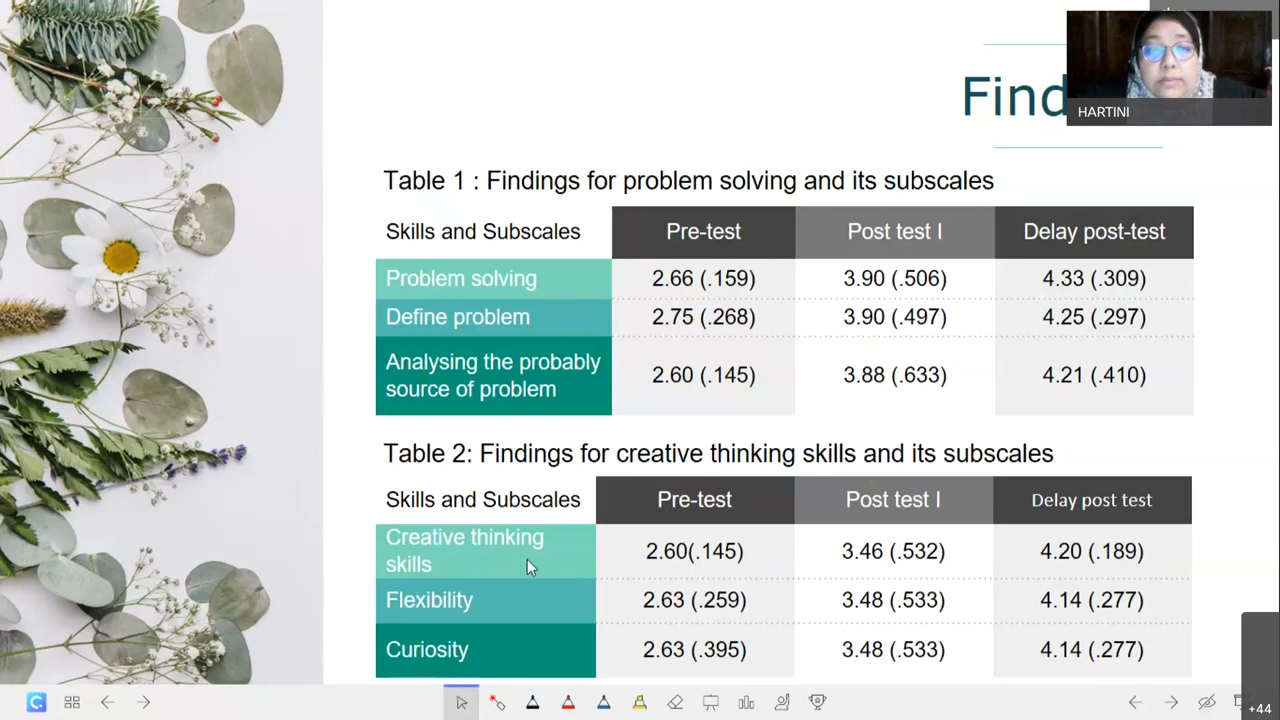 Find
HARTINI
Table 1 : Findings for problem solving and its subscales
Skills and Subscales Pre-test Post test I Delay post-test
Problem solving 2.66 (.159) 3.90 (.506) 4.33 (.309)
Define problem 2.75 (.268) 3.90 (.497) 4.25 (.297)
Analysing the probably
source of problem 2.60 (.145) 3.88 (.633) 4.21 (.410)
Table 2: Findings for creative thinking skills and its subscales
Skills and Subscales Pre-test Post test I Delay post test
Creative thinking
skills 2.60(.145) 3.46 (.532) 4.20 (.189)
Flexibility 2.63 (.259) 3.48 (.533) 4.14 (.277)
Curiosity 2.63 (.395) 3.48 (.533) 4.14 (.277)
+44